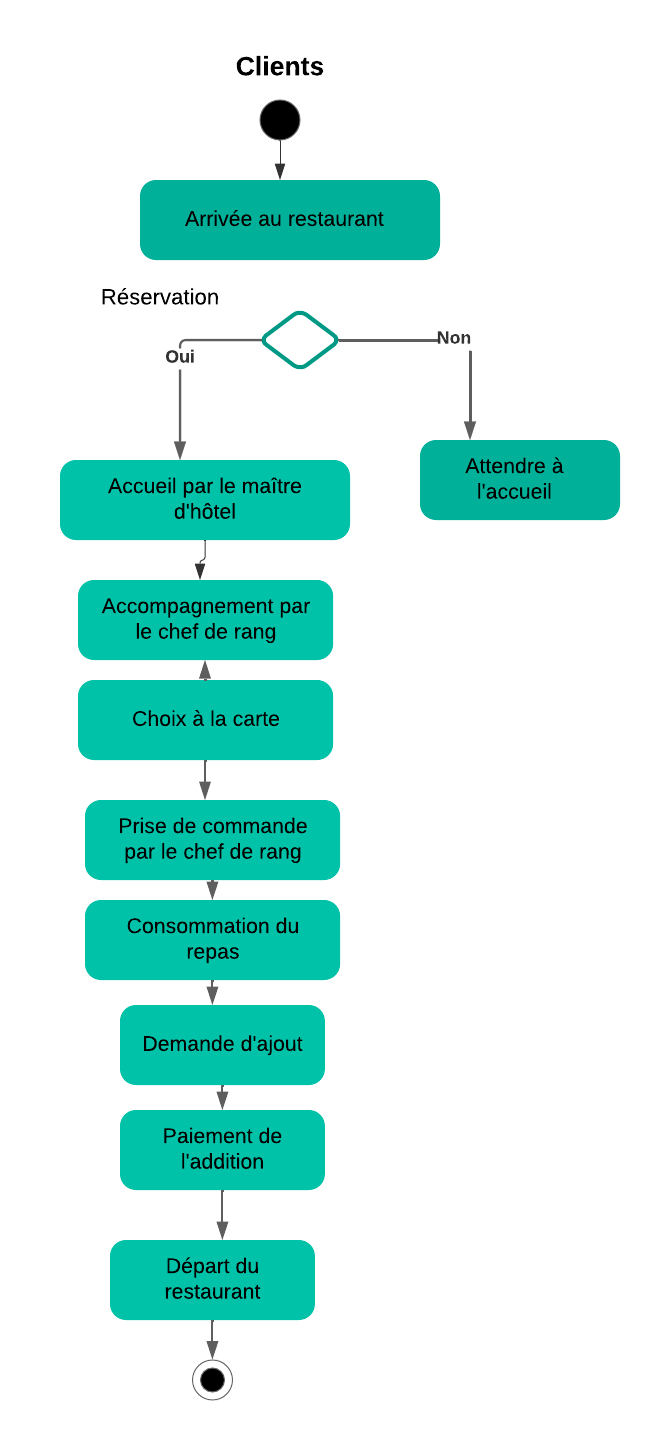 Clients
Arrivée au restaurant
Réservation
Oui
Non
Attendre à
l'accueil
Accueil par le maître
d'hôtel
Accompagnement par
le chef de rang
Choix à la carte
Prise de commande
par le chef de rang
Consommation du
repas
Demande d'ajout
Paiement de
l'addition
Départ du
restaurant